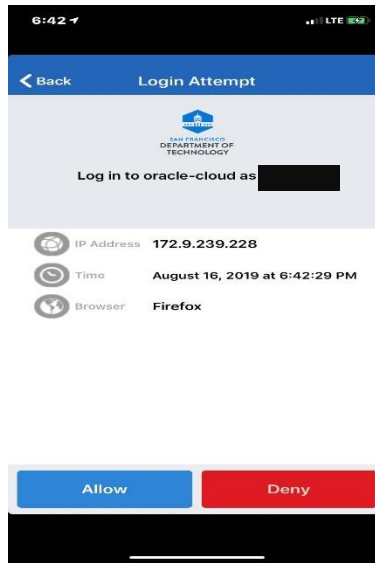 6:42
LTE
Back
Login Attempt
SAN FRANCISCO
DEPARTMENT OF
TECHNOLOGY
Log in to oracle-cloud as
IP Address 172.9.239.228
Time August 16, 2019 at 6:42:29 PM
Browser Firefox
Allow
Deny